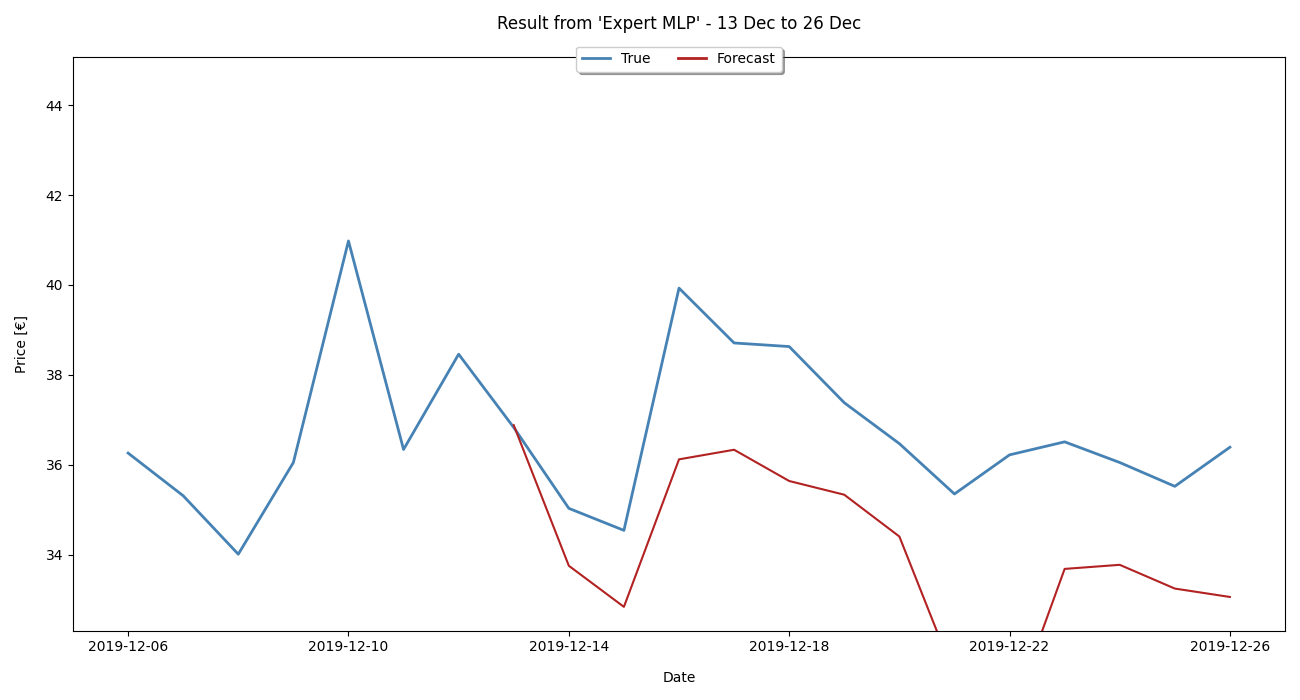 Result from 'Expert MLP' - 13 Dec to 26 Dec
True Forecast
44
42
40
38
36
34
Price [€]
2019-12-06 2019-12-10 2019-12-14 2019-12-18 2019-12-22 2019-12-26
Date